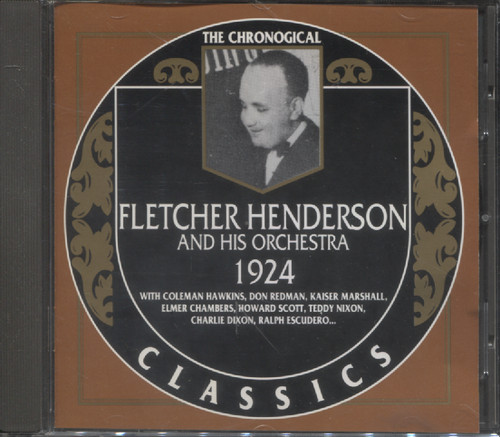 THE CHRONOGICAL
FLETCHER HENDERSON
AND HIS ORCHESTRA
1924
WITH COLEMAN HAWKINS, DON REDMAN, KAISER MARSHALL,
ELMER CHAMBERS, HOWARD SCOTT, TEDDY NIXON,
CHARLIE DIXON, RALPH ESCUDERO...
CLASSICS